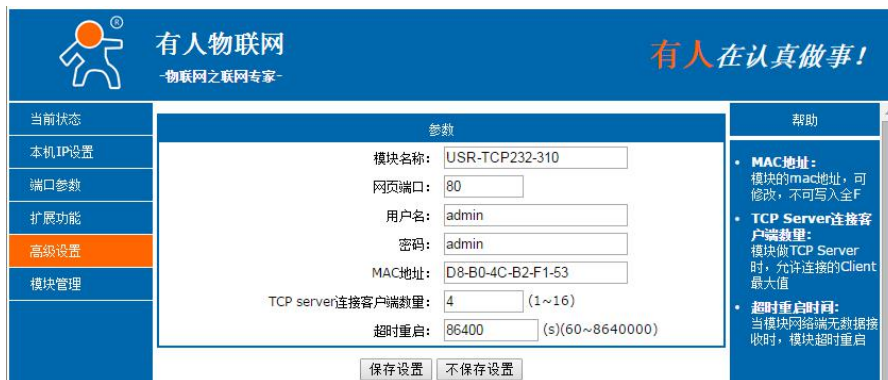 ®
有人物联网
-物联网之联网专家-
有人在认真做事！
当前状态
本机IP设置
端口参数
扩展功能
高级设置
模块管理
参数
模块名称： USR-TCP232-310
网页端口： 80
用户名： admin
密码： admin
MAC地址： D8-B0-4C-B2-F1-53
TCP server连接客户端数量： 4 (1~16)
超时重启： 86400 (s)(60~8640000)
保存设置 不保存设置
帮助
• MAC地址：
模块的mac地址，可
修改，不可写入全F
• TCP Server连接客
户端数量：
模块做TCP Server
时，允许连接的Client
最大值
• 超时重启时间：
当模块网络端无数据接
收时，模块超时重启